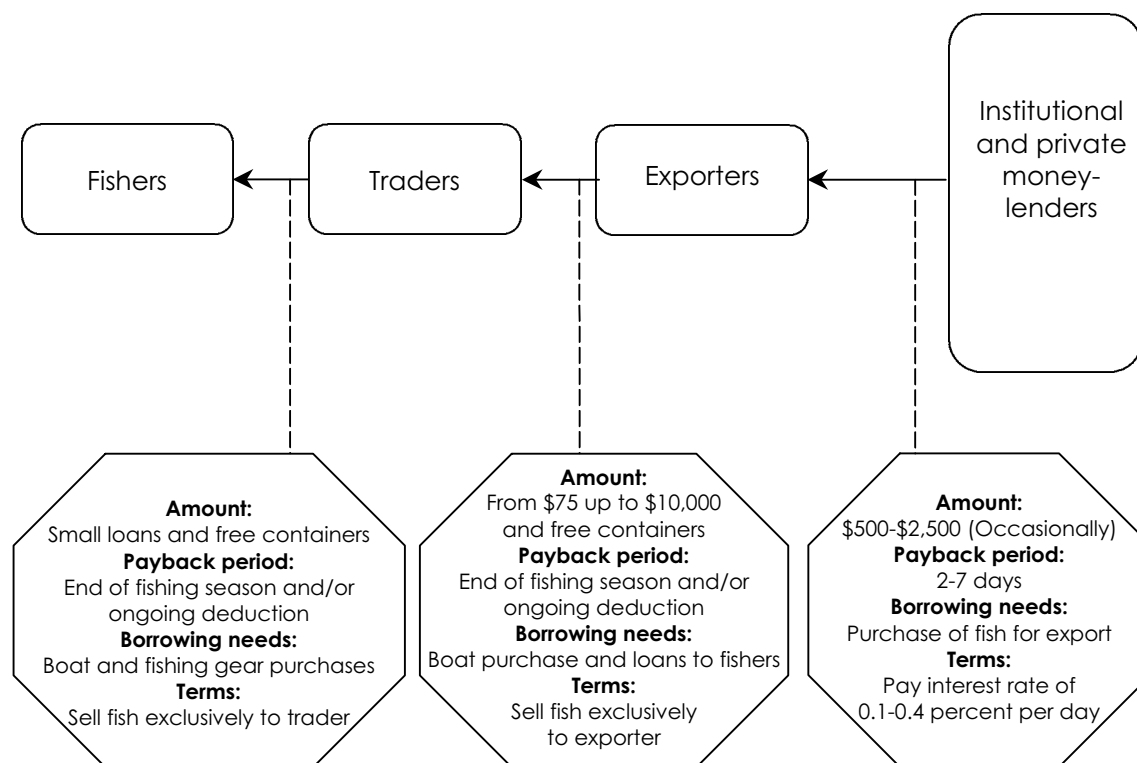 Fishers
Traders
Exporters
Institutional
and private
money-
lenders
Amount:
Small loans and free containers
Payback period:
End of fishing season and/or
ongoing deduction
Borrowing needs:
Boat and fishing gear purchases
Terms:
Sell fish exclusively to trader
Amount:
From $75 up to $10,000
and free containers
Payback period:
End of fishing season and/or
ongoing deduction
Borrowing needs:
Boat purchase and loans to fishers
Terms:
Sell fish exclusively
to exporter
Amount:
$500-$2,500 (Occasionally)
Payback period:
2-7 days
Borrowing needs:
Purchase of fish for export
Terms:
Pay interest rate of
0.1-0.4 percent per day